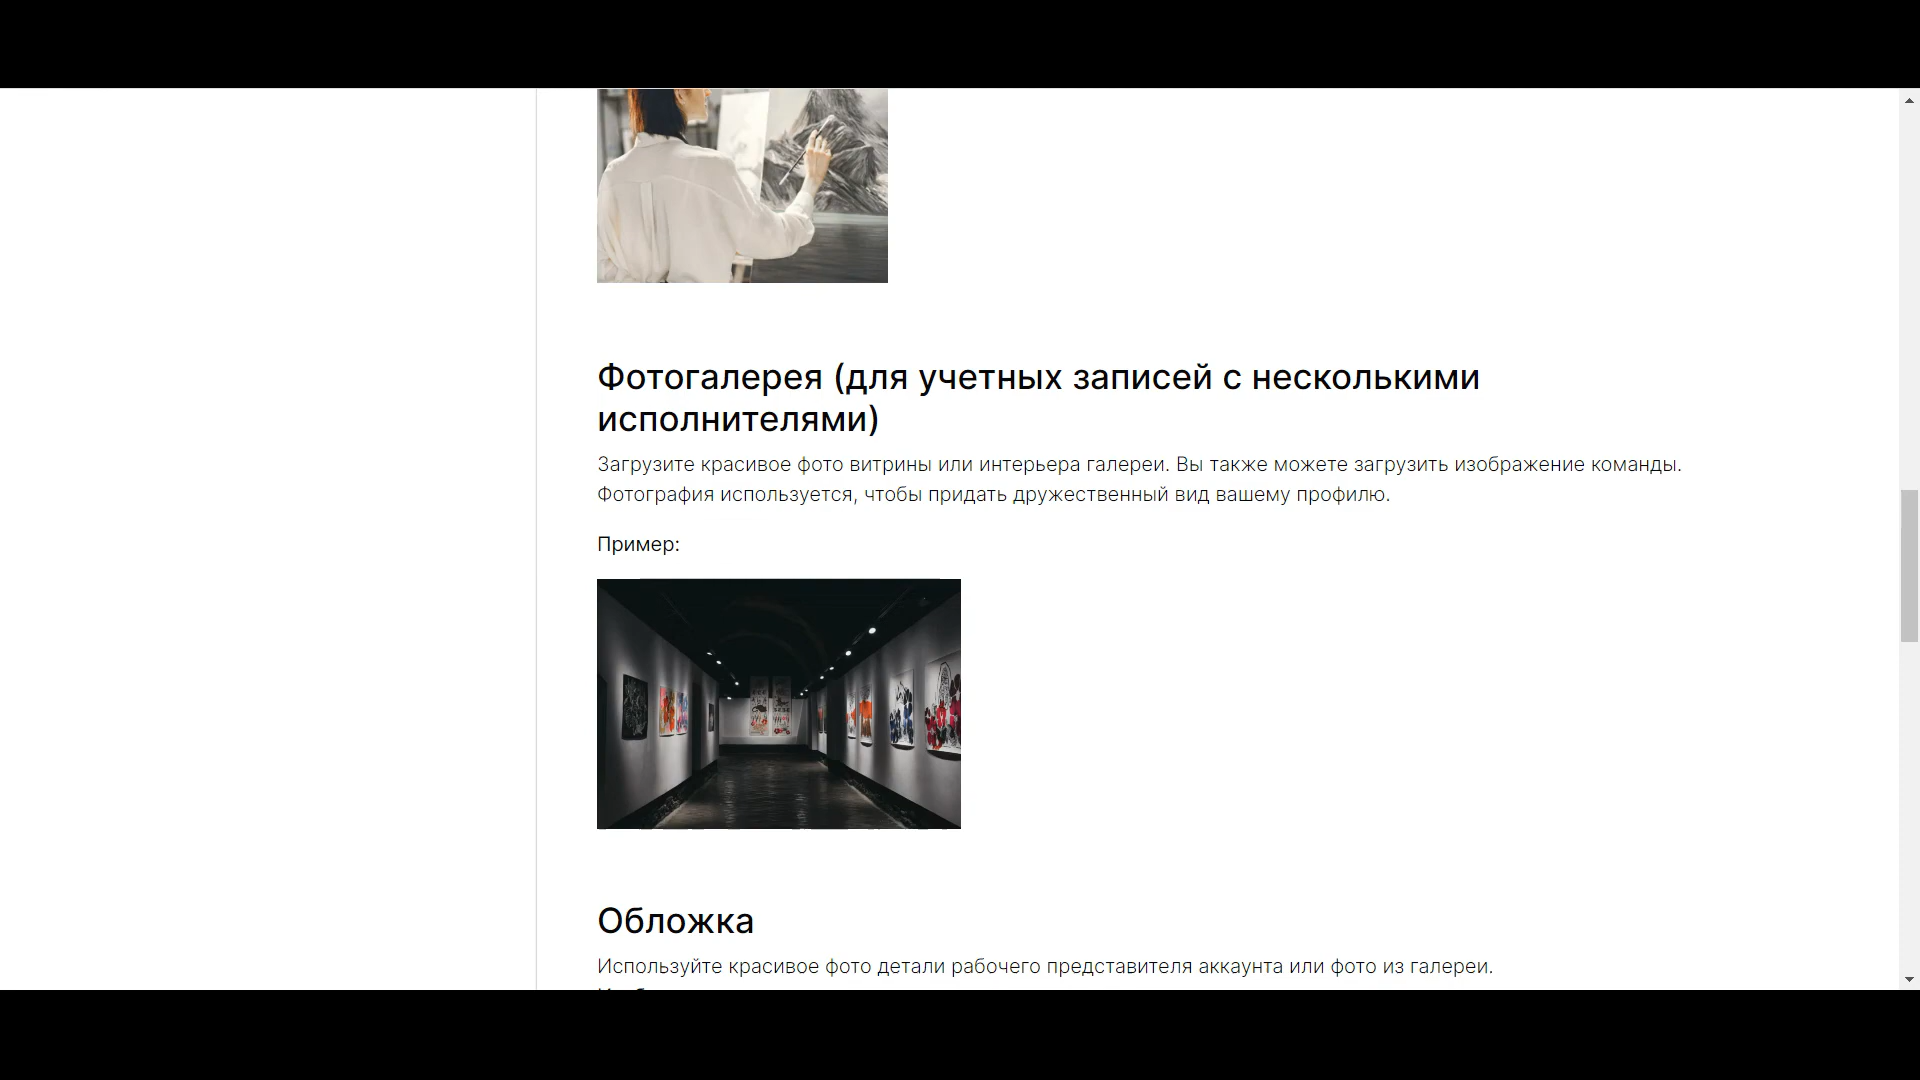 Фотогалерея (для учетных записей с несколькими
исполнителями)
Загрузите красивое фото витрины или интерьера галереи. Вы также можете загрузить изображение команды.
Фотография используется, чтобы придать дружественный вид вашему профилю.
Пример:
Обложка
Используйте красивое фото детали рабочего представителя аккаунта или фото из галереи.